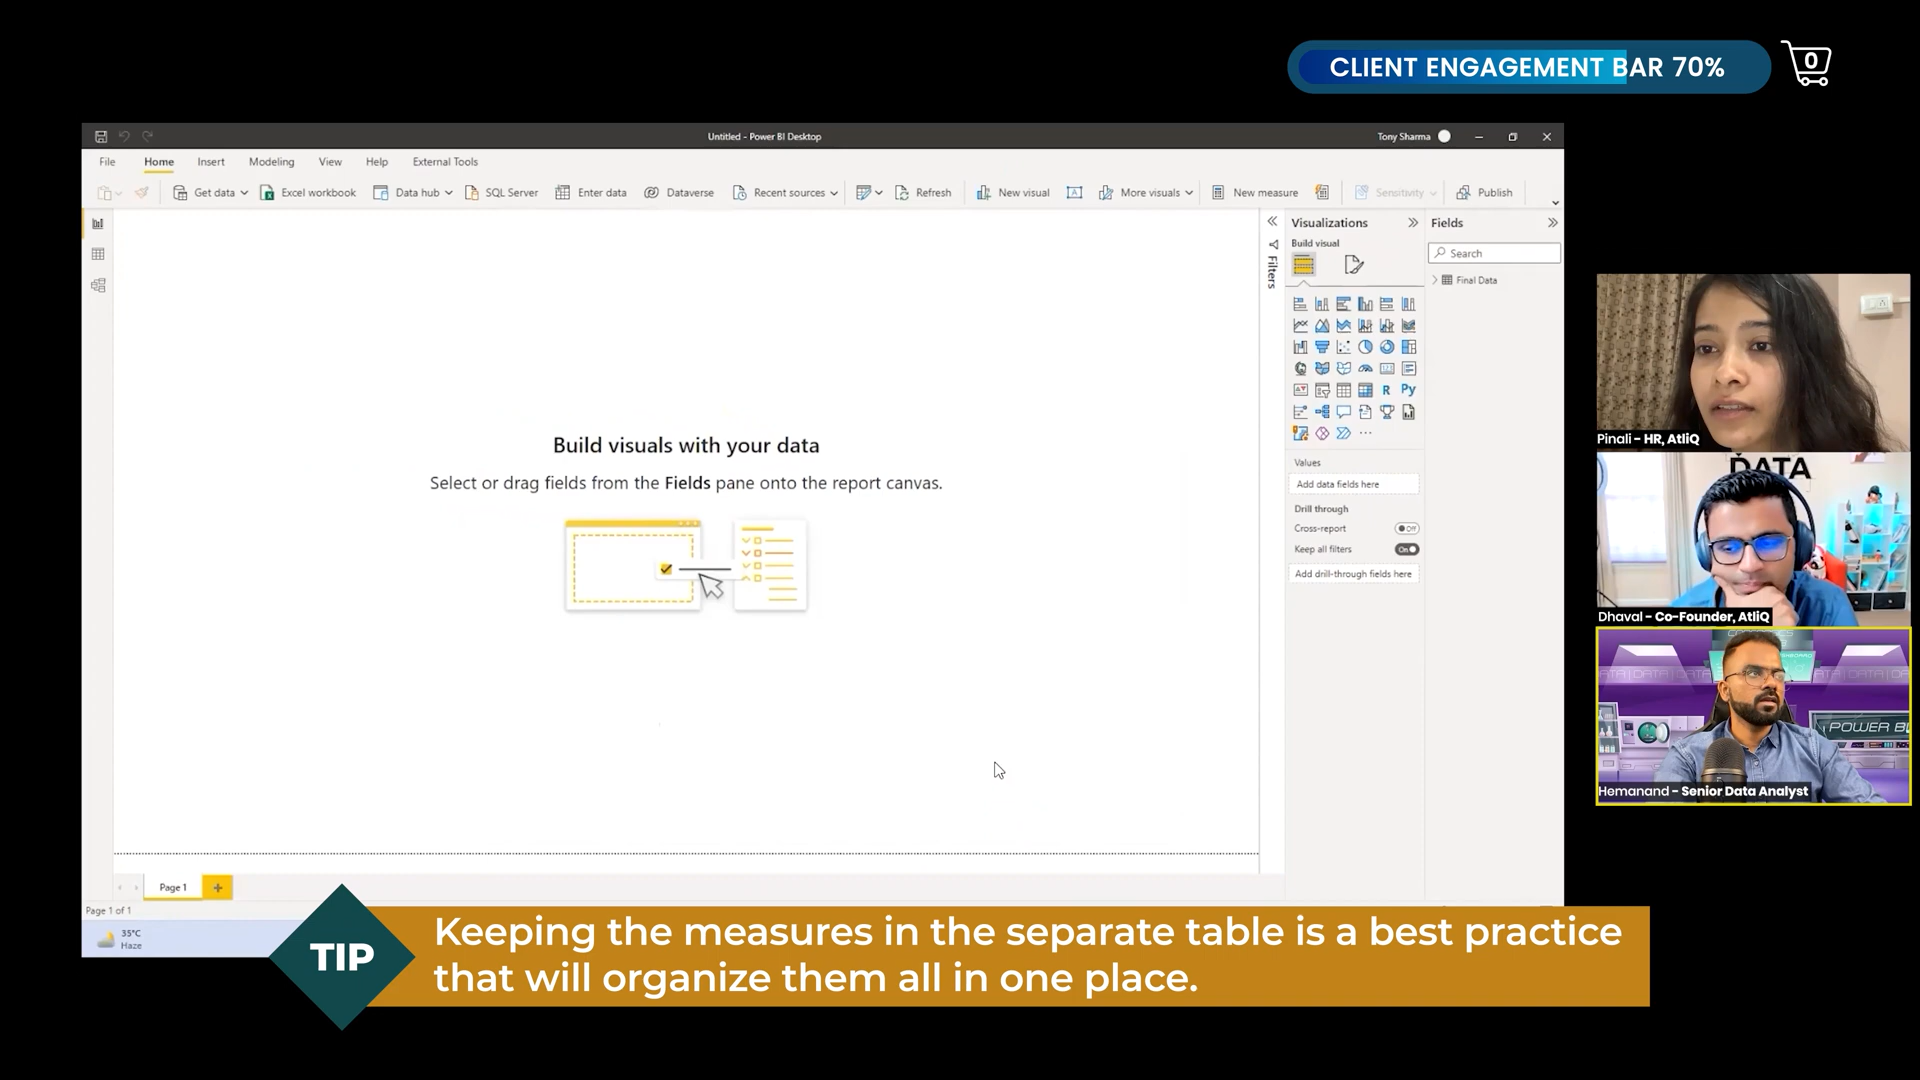 CLIENT ENGAGEMENT BAR 70%
0
Untitled - Power BI Desktop
Tony Sharma
File Home Insert Modeling View Help External Tools
Get data Excel workbook Data hub SQL Server Enter data Dataverse Recent sources Refresh New visual More visuals New measure Sensitivity Publish
Visualizations
Build visual
Filters
Fields
Search
Final Data
R Py
Values
Add data fields here
Drill through
Cross-report
Off
Keep all filters
On
Add drill-through fields here
Build visuals with your data
Select or drag fields from the Fields pane onto the report canvas.
Page 1
Page 1 of 1
35°C
Haze
Pinali - HR, AtliQ
DATA
Dhaval - Co-Founder, AtliQ
POWER BI
Hemanand - Senior Data Analyst
TIP
Keeping the measures in the separate table is a best practice
that will organize them all in one place.